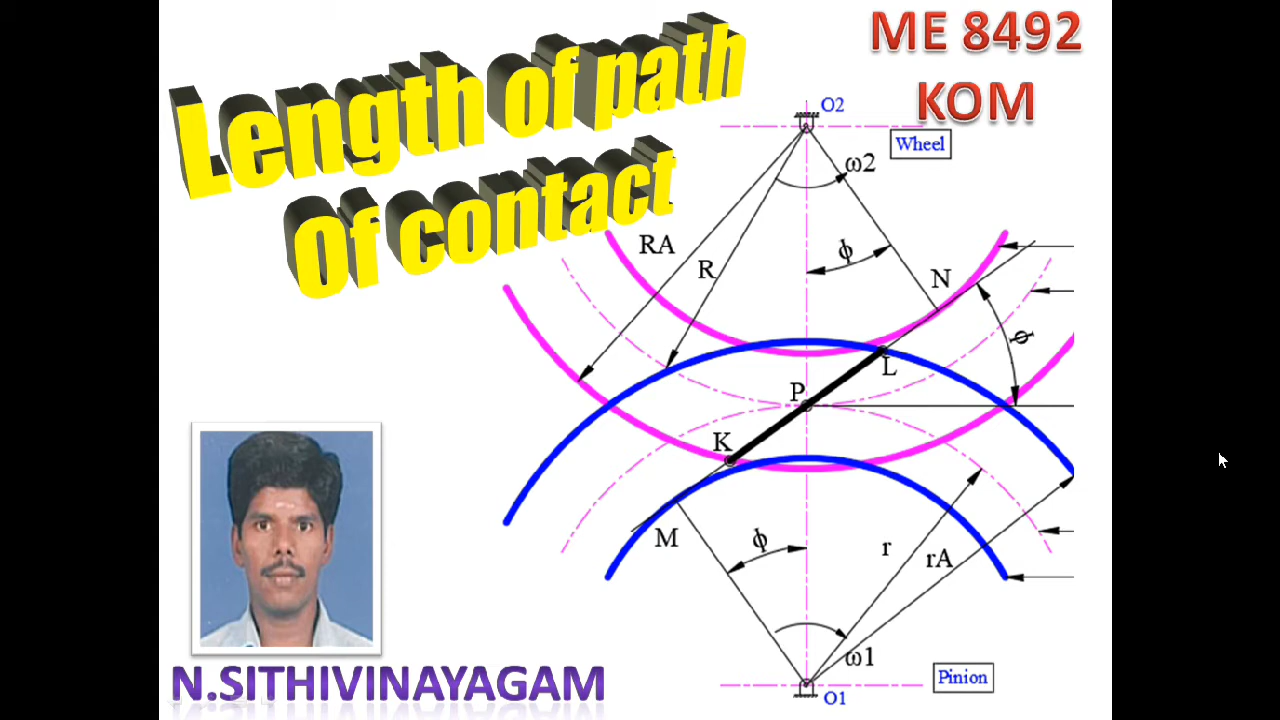 Length of path
Of contact
ME 8492
KOM
O2
Wheel
ω2
RA
R
ϕ
N
ϕ
L
P
K
M
ϕ
r
rA
ω1
Pinion
O1
N.SITHIVINAYAGAM